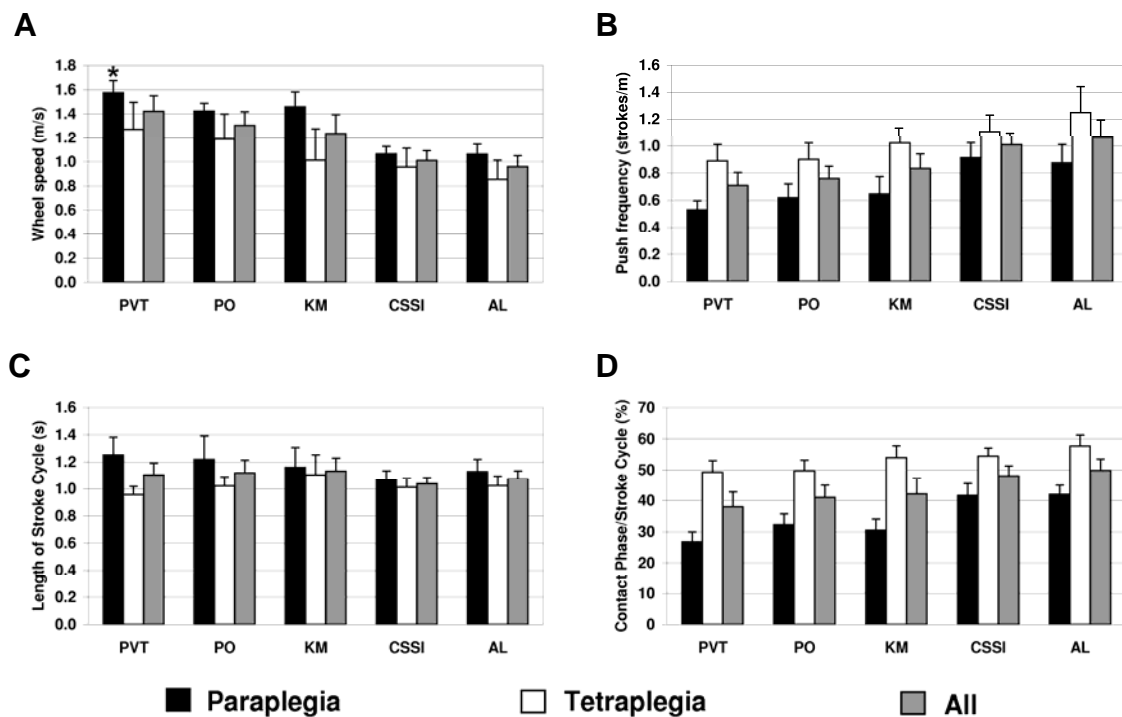 A
Wheel speed (m/s)
1.8
1.6
1.4
1.2
1.0
0.8
0.6
0.4
0.2
0.0
*
PVT PO KM CSSI AL
B
Push frequency (strokes/m)
1.6
1.4
1.2
1.0
0.8
0.6
0.4
0.2
0.0
PVT PO KM CSSI AL
C
Length of Stroke Cycle (s)
1.6
1.4
1.2
1.0
0.8
0.6
0.4
0.2
0.0
PVT PO KM CSSI AL
D
Contact Phase/Stroke Cycle (%)
70
60
50
40
30
20
10
0
PVT PO KM CSSI AL
Paraplegia Tetraplegia All